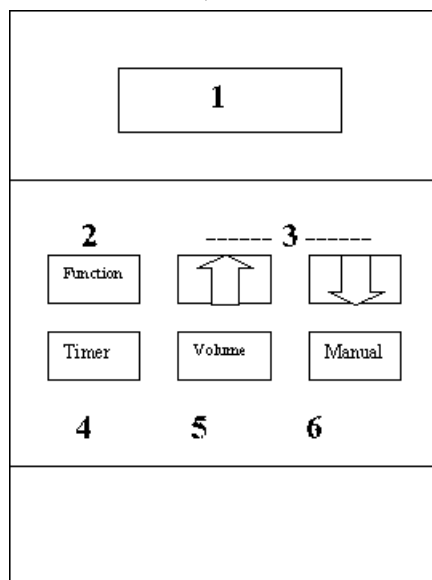 1
2 ------ 3 ------
Function
Timer Volume Manual
4 5 6